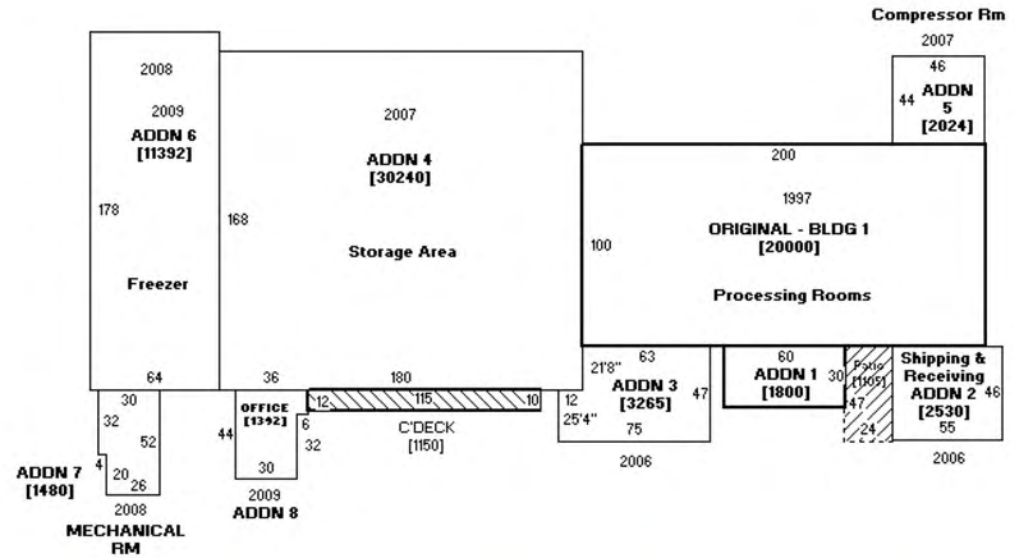 Compressor Rm
2007
46
44
ADDN
5
[2024]
2008
2009
ADDN 6
[11392]
178
Freezer
64
2007
ADDN 4
[30240]
168
Storage Area
36
180
200
1997
ORIGINAL - BLDG 1
[20000]
100
Processing Rooms
30
32
52
4
20
26
ADDN 7
[1480]
2008
MECHANICAL
RM
OFFICE
[1392]
44
6
32
30
2009
ADDN 8
12
115
10
C'DECK
[1150]
63
21'8"
ADDN 3
[3265]
47
12
25'4"
75
2006
60
ADDN 1
[1800]
30
Patio
[1105]
47
24
Shipping &
Receiving
ADDN 2
[2530]
46
55
2006